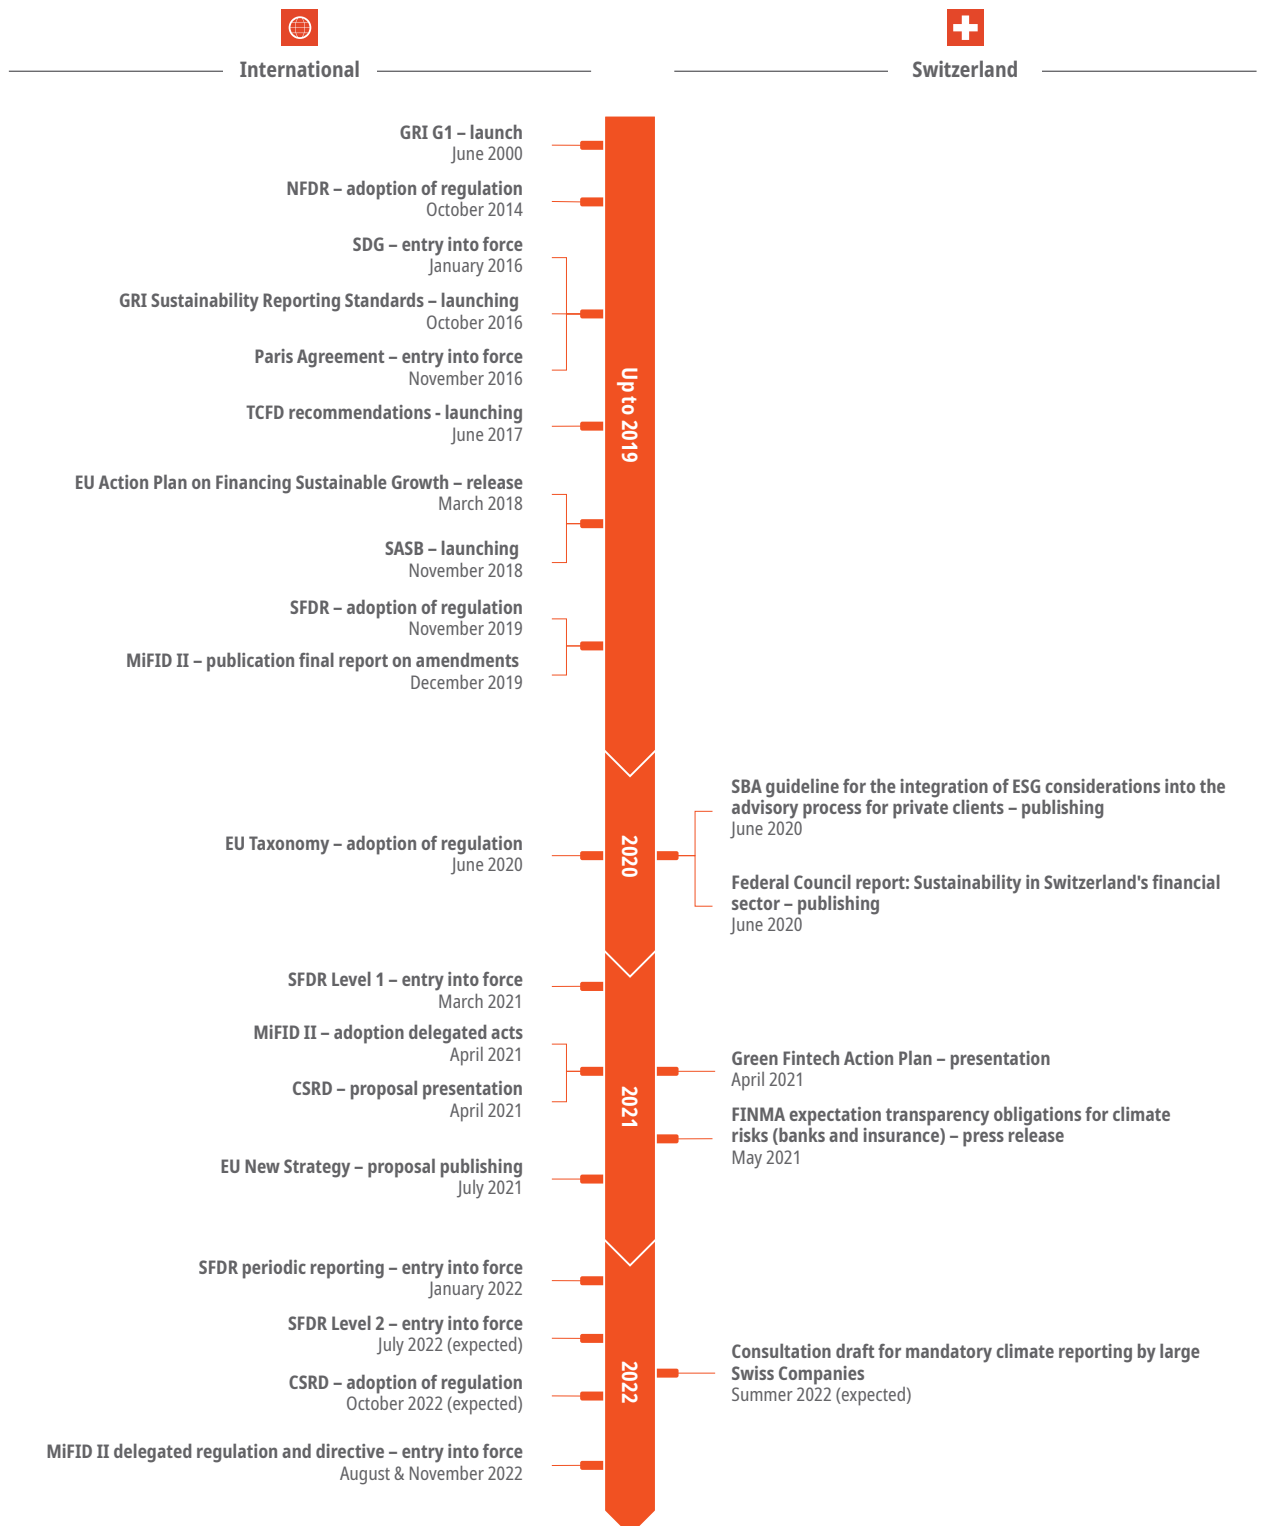 International
Switzerland
GRI G1 – launch
June 2000
NFDR – adoption of regulation
October 2014
SDG – entry into force
January 2016
GRI Sustainability Reporting Standards – launching
October 2016
Paris Agreement – entry into force
November 2016
TCFD recommendations - launching
June 2017
EU Action Plan on Financing Sustainable Growth – release
March 2018
SASB – launching
November 2018
SFDR – adoption of regulation
November 2019
MiFID II – publication final report on amendments
December 2019
Up to 2019
EU Taxonomy – adoption of regulation
June 2020
2020
SBA guideline for the integration of ESG considerations into the
advisory process for private clients – publishing
June 2020
Federal Council report: Sustainability in Switzerland's financial
sector – publishing
June 2020
SFDR Level 1 – entry into force
March 2021
MiFID II – adoption delegated acts
April 2021
CSRD – proposal presentation
April 2021
EU New Strategy – proposal publishing
July 2021
2021
Green Fintech Action Plan – presentation
April 2021
FINMA expectation transparency obligations for climate
risks (banks and insurance) – press release
May 2021
SFDR periodic reporting – entry into force
January 2022
SFDR Level 2 – entry into force
July 2022 (expected)
CSRD – adoption of regulation
October 2022 (expected)
MiFID II delegated regulation and directive – entry into force
August & November 2022
2022
Consultation draft for mandatory climate reporting by large
Swiss Companies
Summer 2022 (expected)